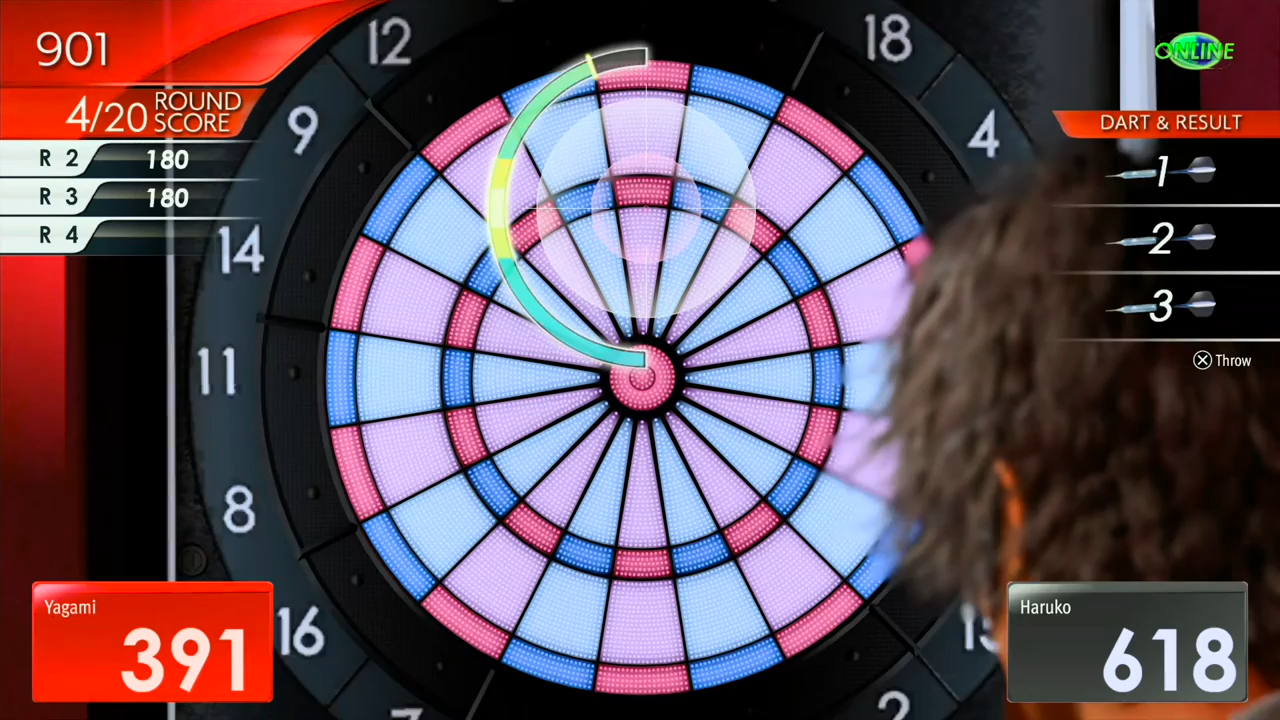 901
4/20 ROUND SCORE
R 2 180
R 3 180
R 4
12
18
9
4
14
11
8
16
2
ONLINE
DART & RESULT
1
2
3
Throw
Yagami
391
Haruko
618